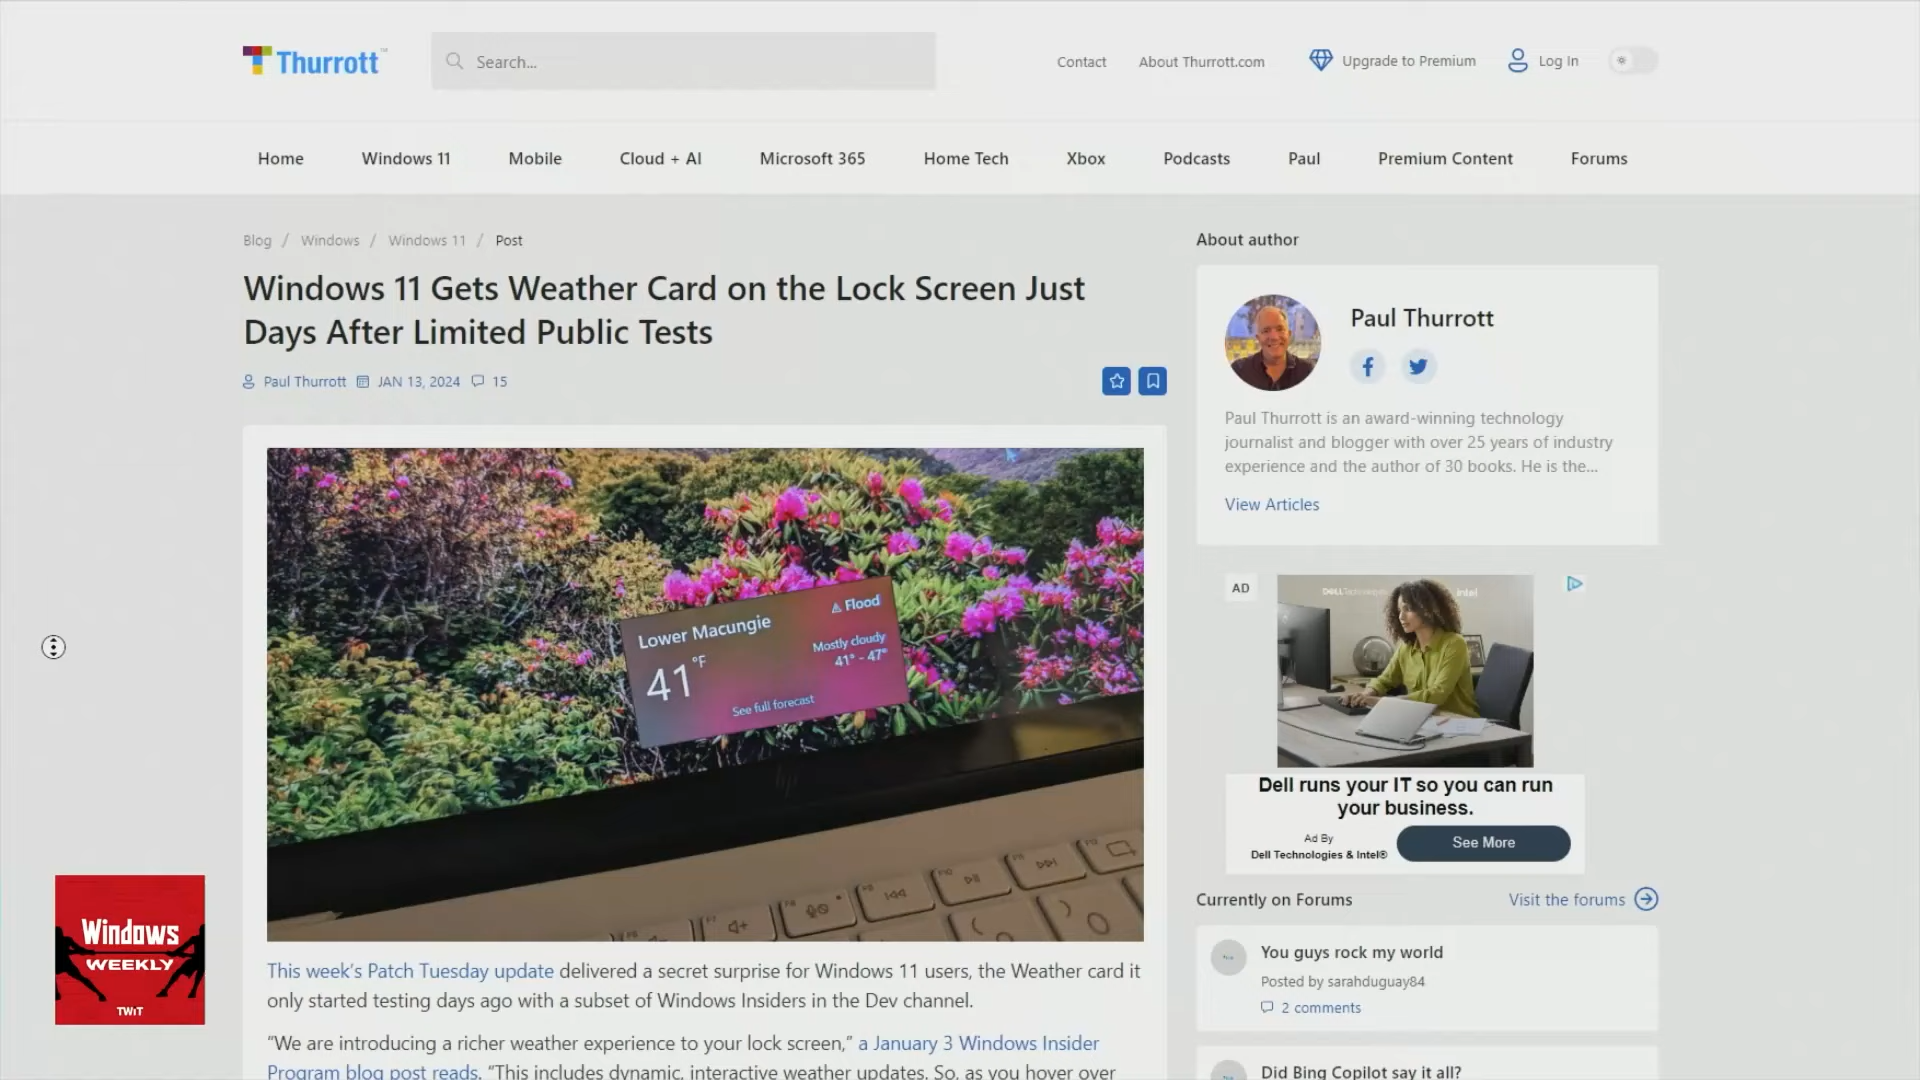 Thurrott™
Search...
Contact
About Thurrott.com
Upgrade to Premium
Log In
Home
Windows 11
Mobile
Cloud + AI
Microsoft 365
Home Tech
Xbox
Podcasts
Paul
Premium Content
Forums
Blog / Windows / Windows 11 / Post
Windows 11 Gets Weather Card on the Lock Screen Just
Days After Limited Public Tests
Paul Thurrott JAN 13, 2024 15
Lower Macungie
Flood
41°F
Mostly cloudy
41° - 47°
See full forecast
hp
This week's Patch Tuesday update delivered a secret surprise for Windows 11 users, the Weather card it
only started testing days ago with a subset of Windows Insiders in the Dev channel.
“We are introducing a richer weather experience to your lock screen,” a January 3 Windows Insider
Program blog post reads. “This includes dynamic, interactive weather updates. So, as you hover over
About author
Paul Thurrott
Paul Thurrott is an award-winning technology
journalist and blogger with over 25 years of industry
experience and the author of 30 books. He is the...
View Articles
AD
DELLTechnologies
intel
Dell runs your IT so you can run
your business.
Ad By
Dell Technologies & Intel®
See More
Currently on Forums
Visit the forums
You guys rock my world
Posted by sarahduguay84
2 comments
Did Bing Copilot say it all?
Windows
WEEKLY
TWiT